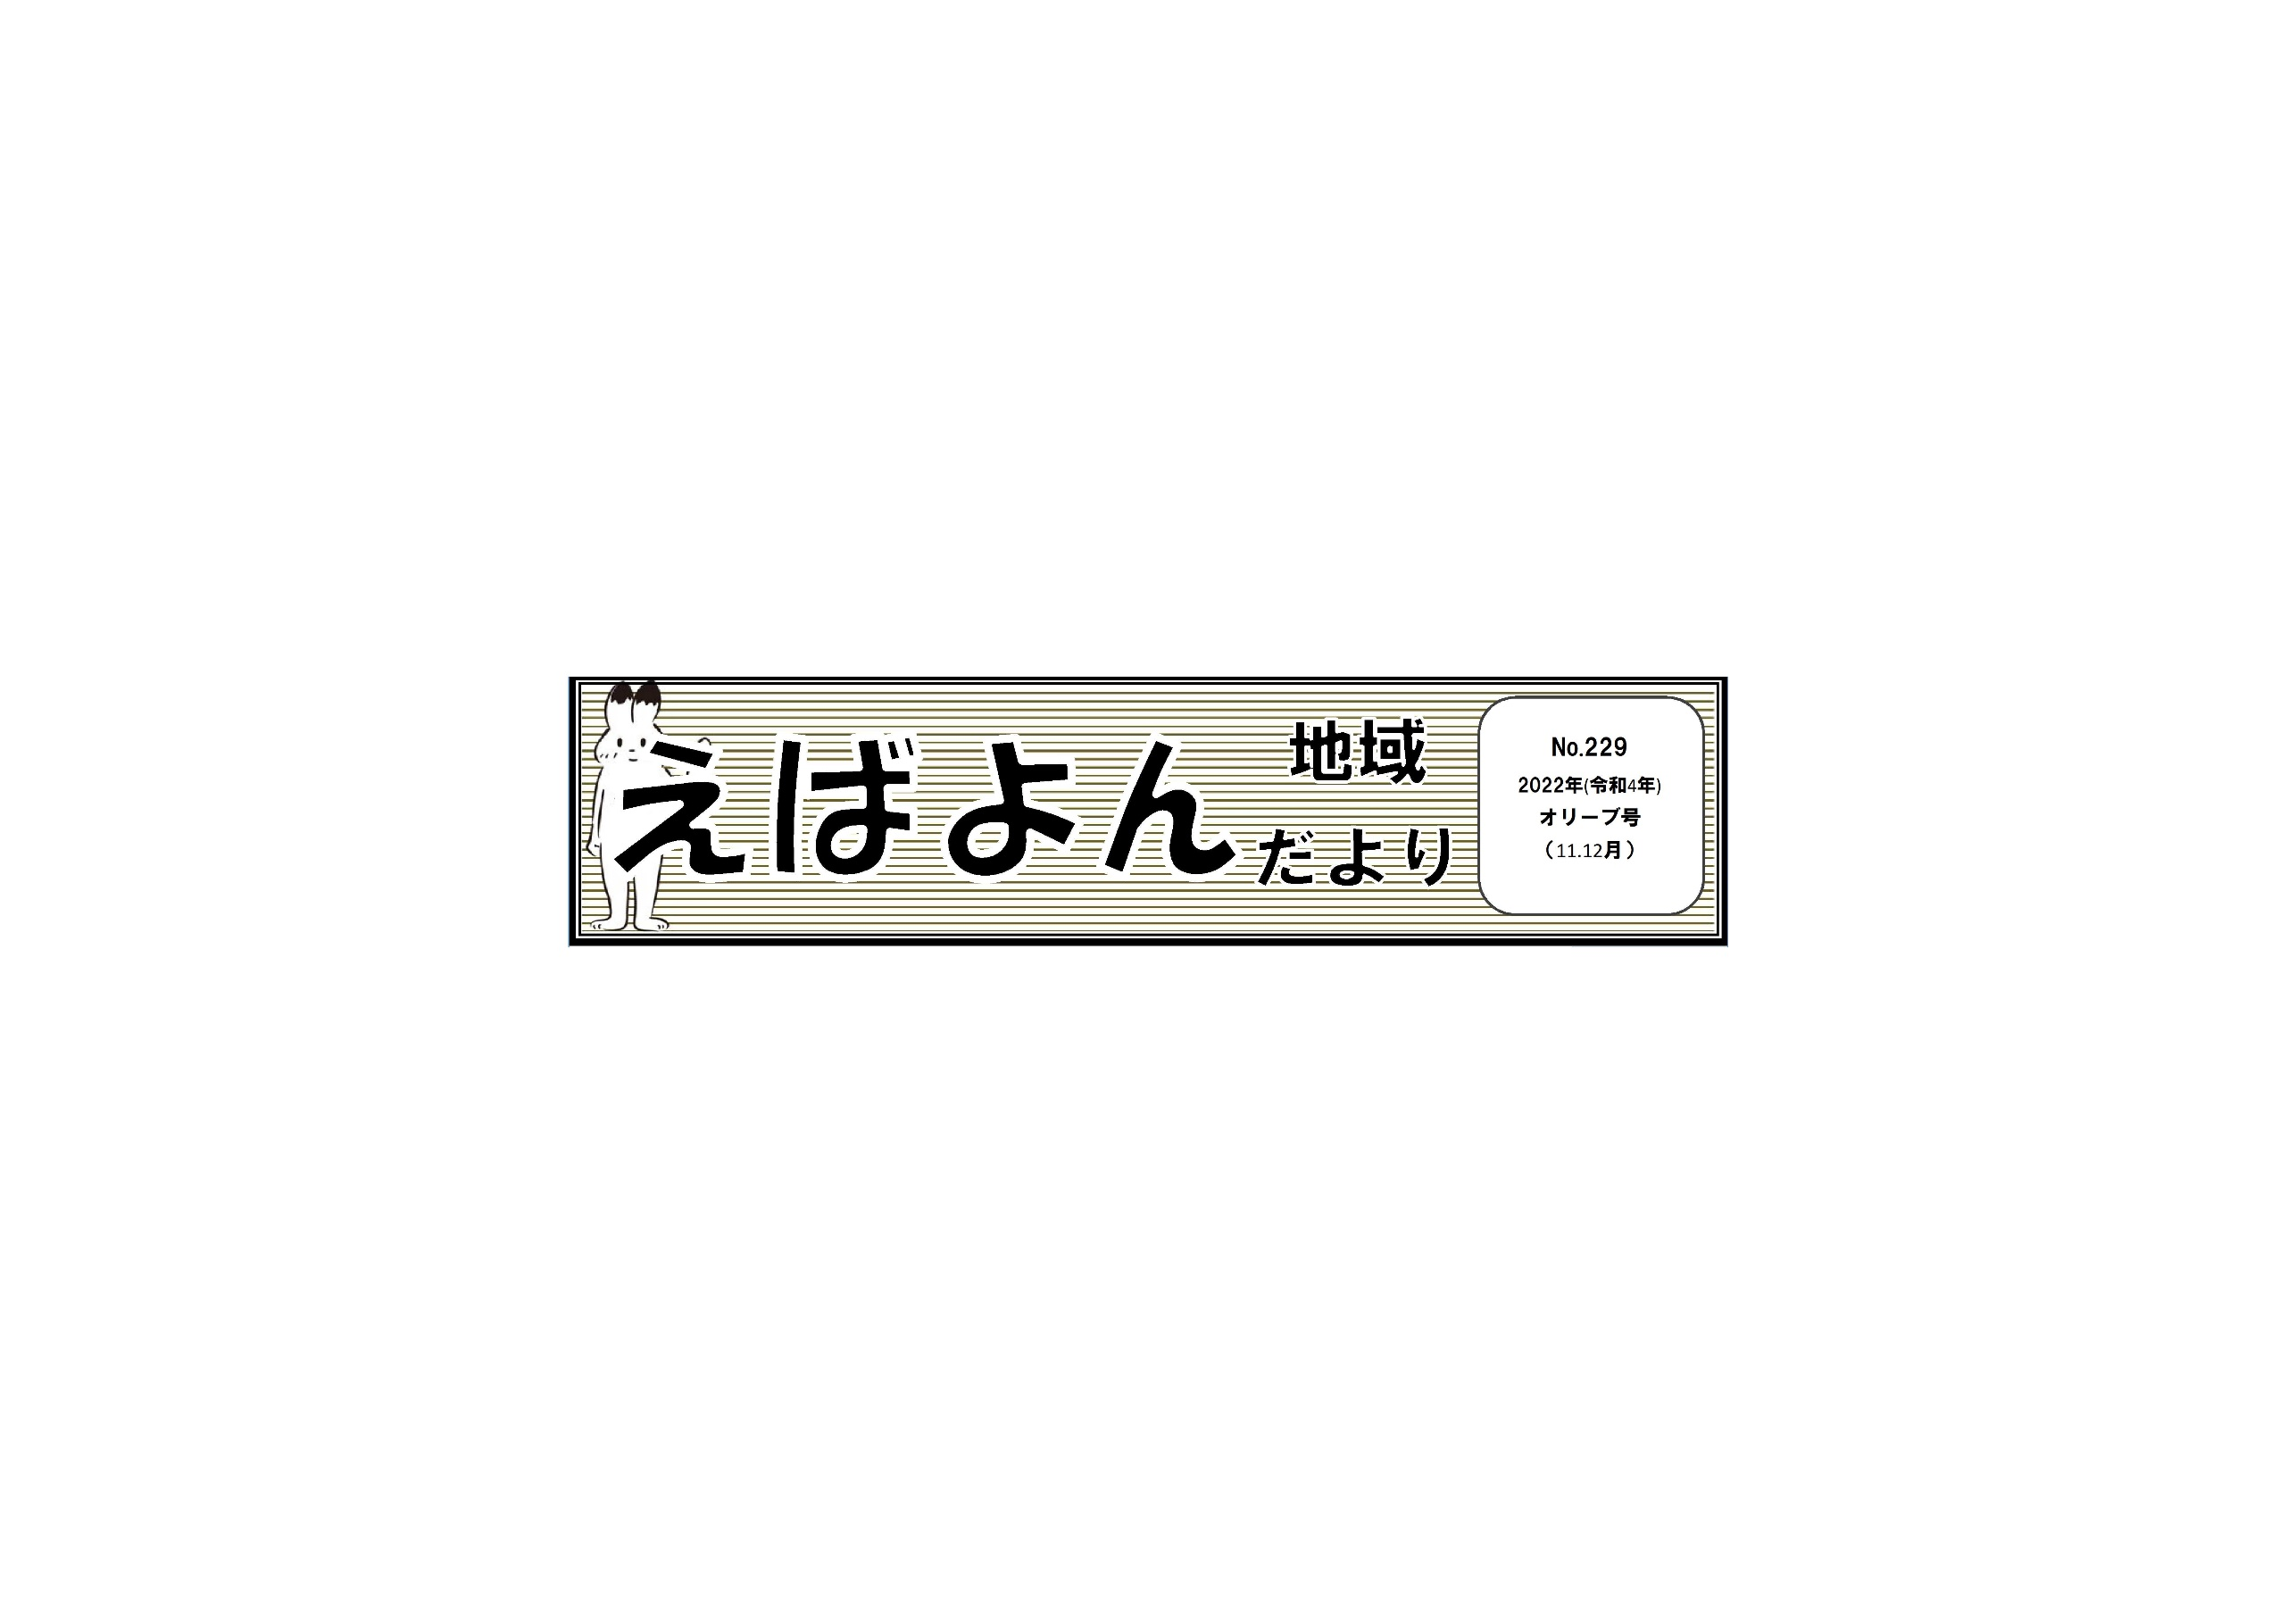 えばよん
地域
だより
No.229
2022年(令和4年)
オリーブ号
（11.12月）